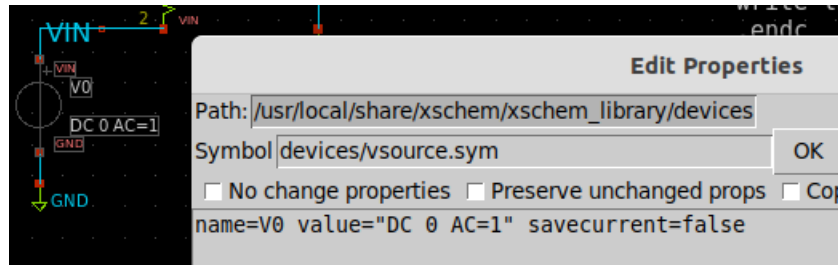 write
.endc
2 VIN
VIN
+ VIN
V0
DC 0 AC=1
GND
GND
Edit Properties
Path: /usr/local/share/xschem/xschem_library/devices
Symbol devices/vsource.sym OK
No change properties Preserve unchanged props Cop
name=V0 value="DC 0 AC=1" savecurrent=false